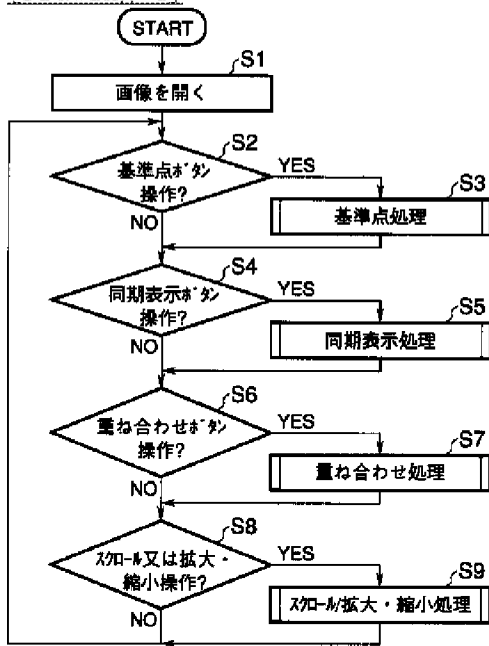 START
S1
画像を開く
S2
基準点ﾎﾞﾀﾝ
操作?
YES
NO
S3
基準点処理
S4
同期表示ﾎﾞﾀﾝ
操作?
YES
NO
S5
同期表示処理
S6
重ね合わせﾎﾞﾀﾝ
操作?
YES
NO
S7
重ね合わせ処理
S8
ｽｸﾛｰﾙ又は拡大・
縮小操作?
YES
NO
S9
ｽｸﾛｰﾙ/拡大・縮小処理